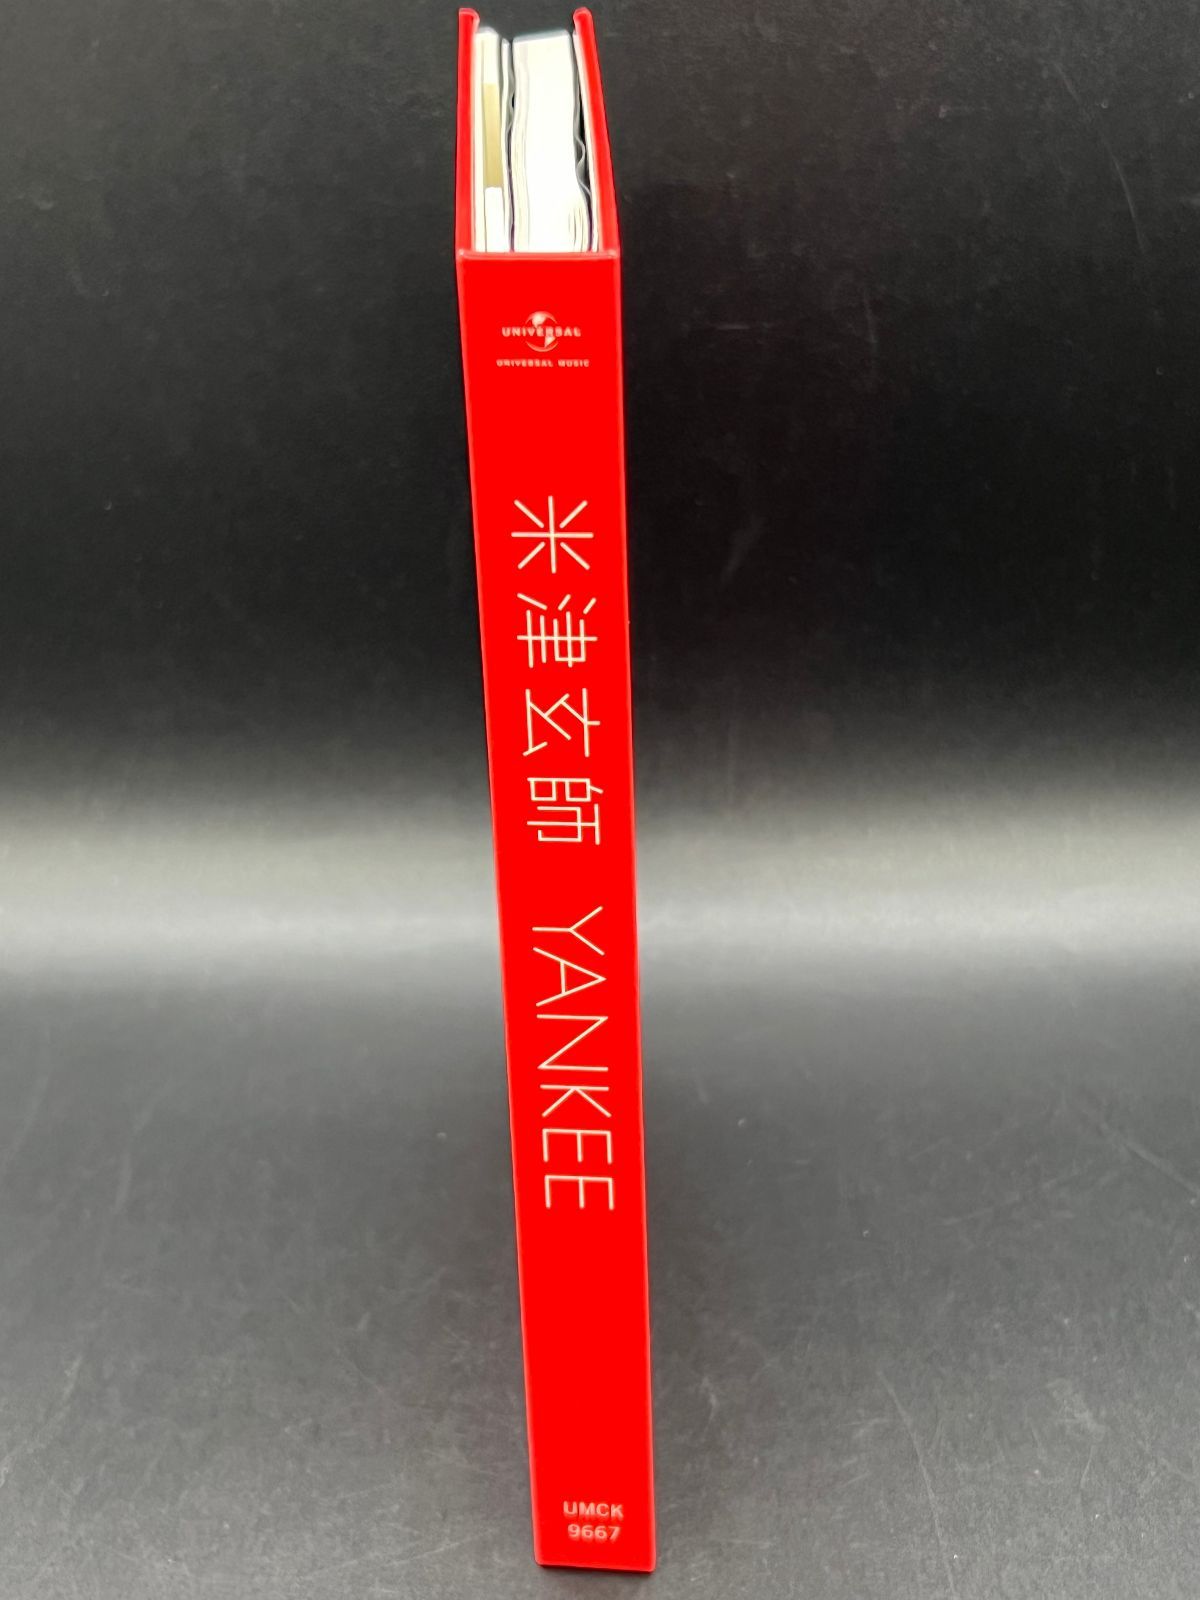 UNIVERSAL
UNIVERSAL MUSIC
米津玄師 YANKEE
UMCK
9667